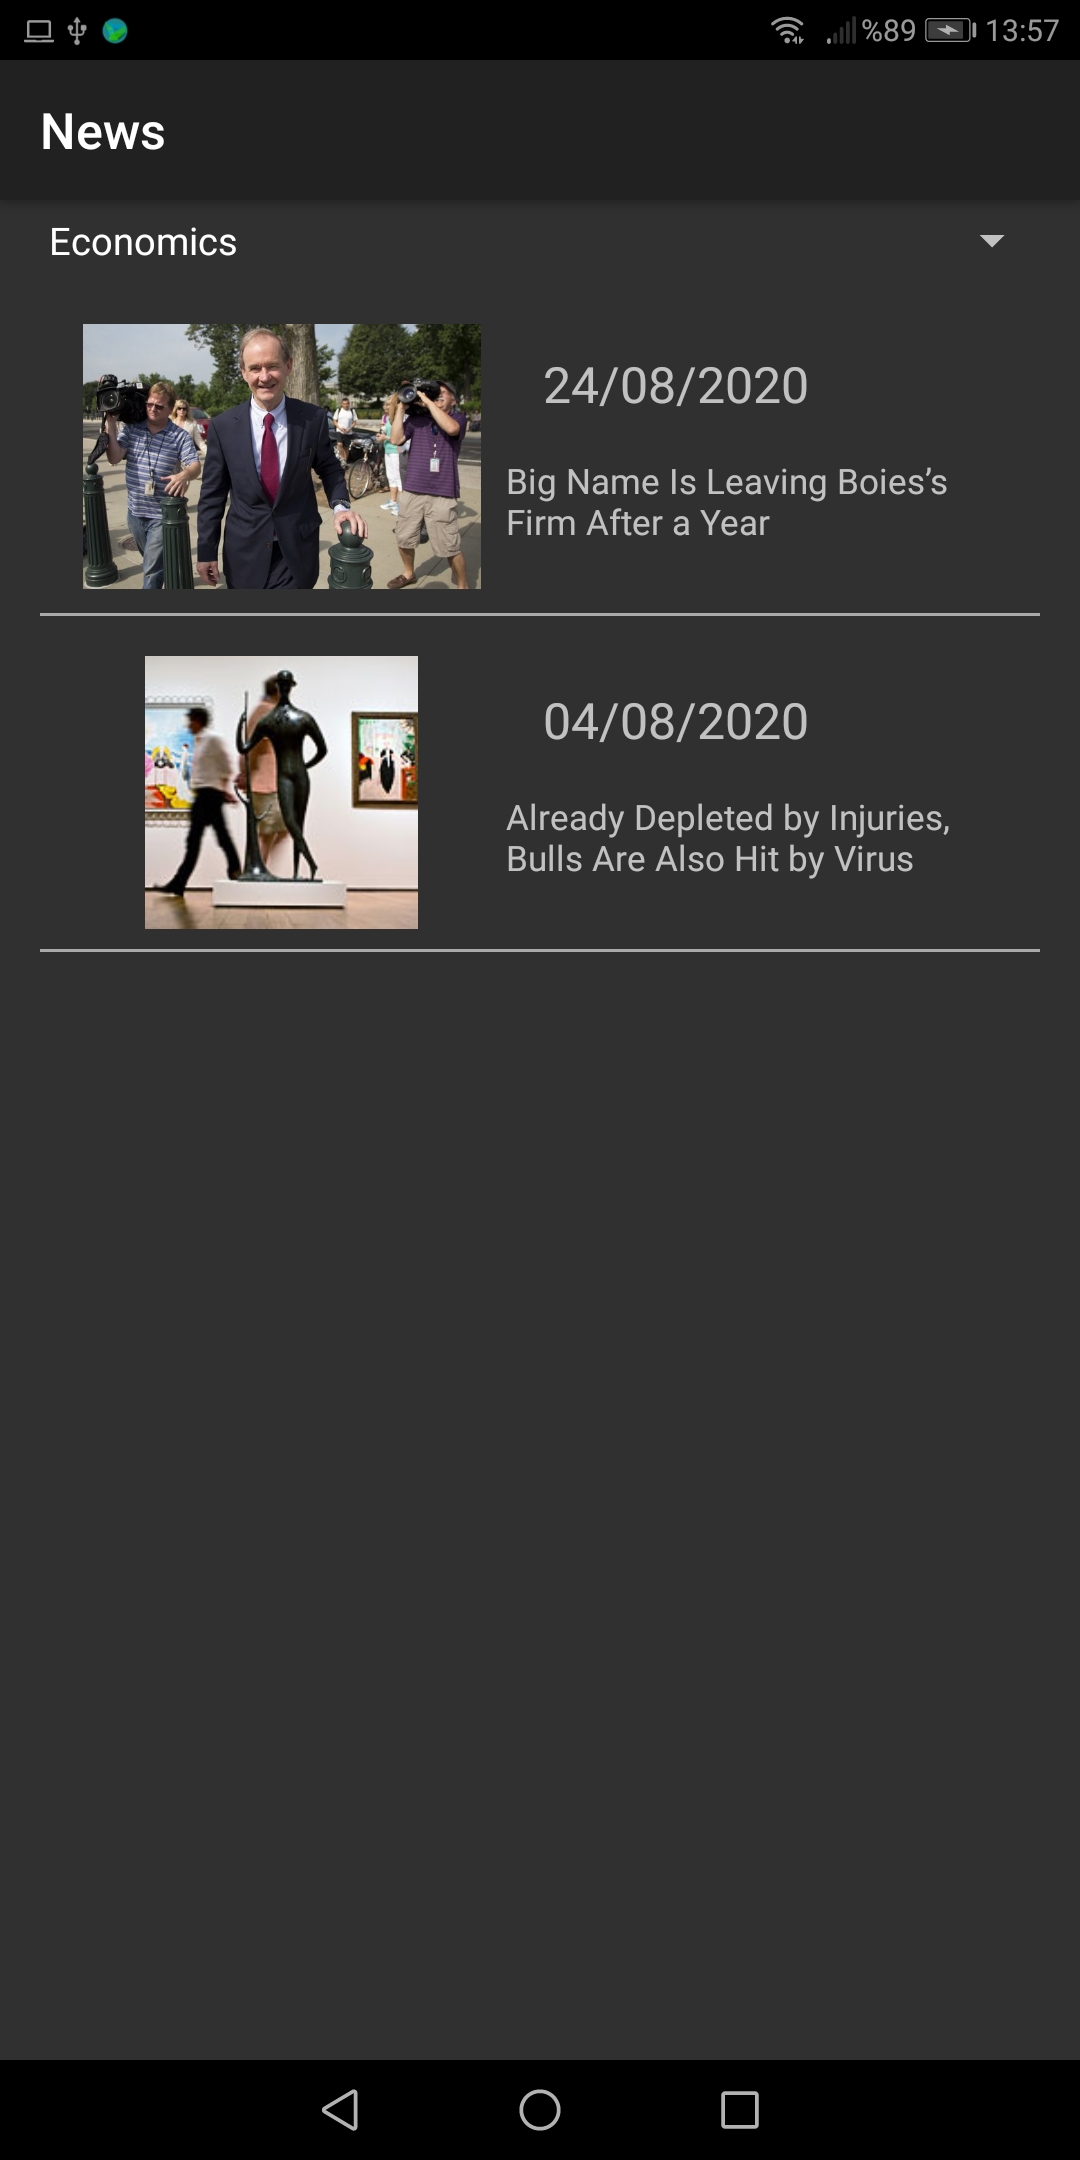 %89 13:57
News
Economics
24/08/2020
Big Name Is Leaving Boies’s
Firm After a Year
04/08/2020
Already Depleted by Injuries,
Bulls Are Also Hit by Virus